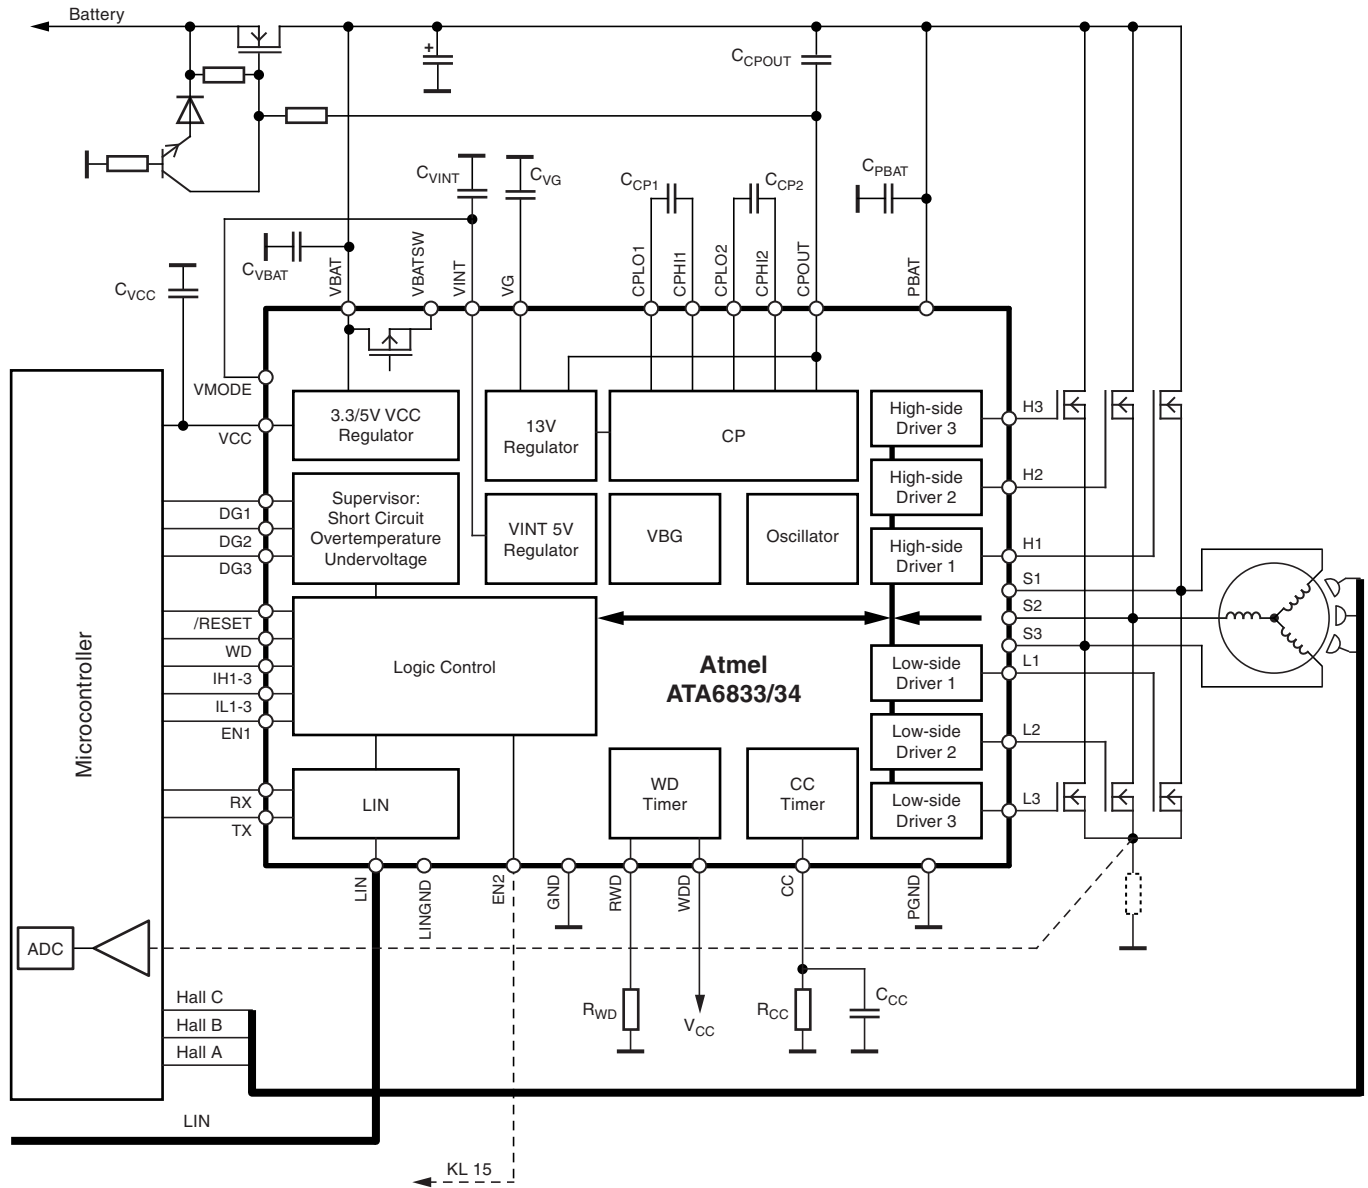 Battery
+
CCPOUT
CVINT
CVG
CCP1
CCP2
CPBAT
CVBAT
CVCC
VBAT
VBATSW
VINT
VG
CPLO1
CPHI1
CPLO2
CPHI2
CPOUT
PBAT
VMODE
VCC
3.3/5V VCC
Regulator
13V
Regulator
CP
High-side
Driver 3
H3
High-side
Driver 2
H2
High-side
Driver 1
H1
Supervisor:
Short Circuit
Overtemperature
Undervoltage
VINT 5V
Regulator
VBG
Oscillator
DG1
DG2
DG3
S1
S2
S3
/RESET
WD
IH1-3
IL1-3
EN1
Microcontroller
Logic Control
Atmel
ATA6833/34
Low-side
Driver 1
L1
Low-side
Driver 2
L2
Low-side
Driver 3
L3
RX
TX
LIN
WD
Timer
CC
Timer
LIN
LINGND
EN2
GND
RWD
WDD
CC
PGND
ADC
Hall C
Hall B
Hall A
RWD
VCC
RCC
CCC
LIN
KL 15